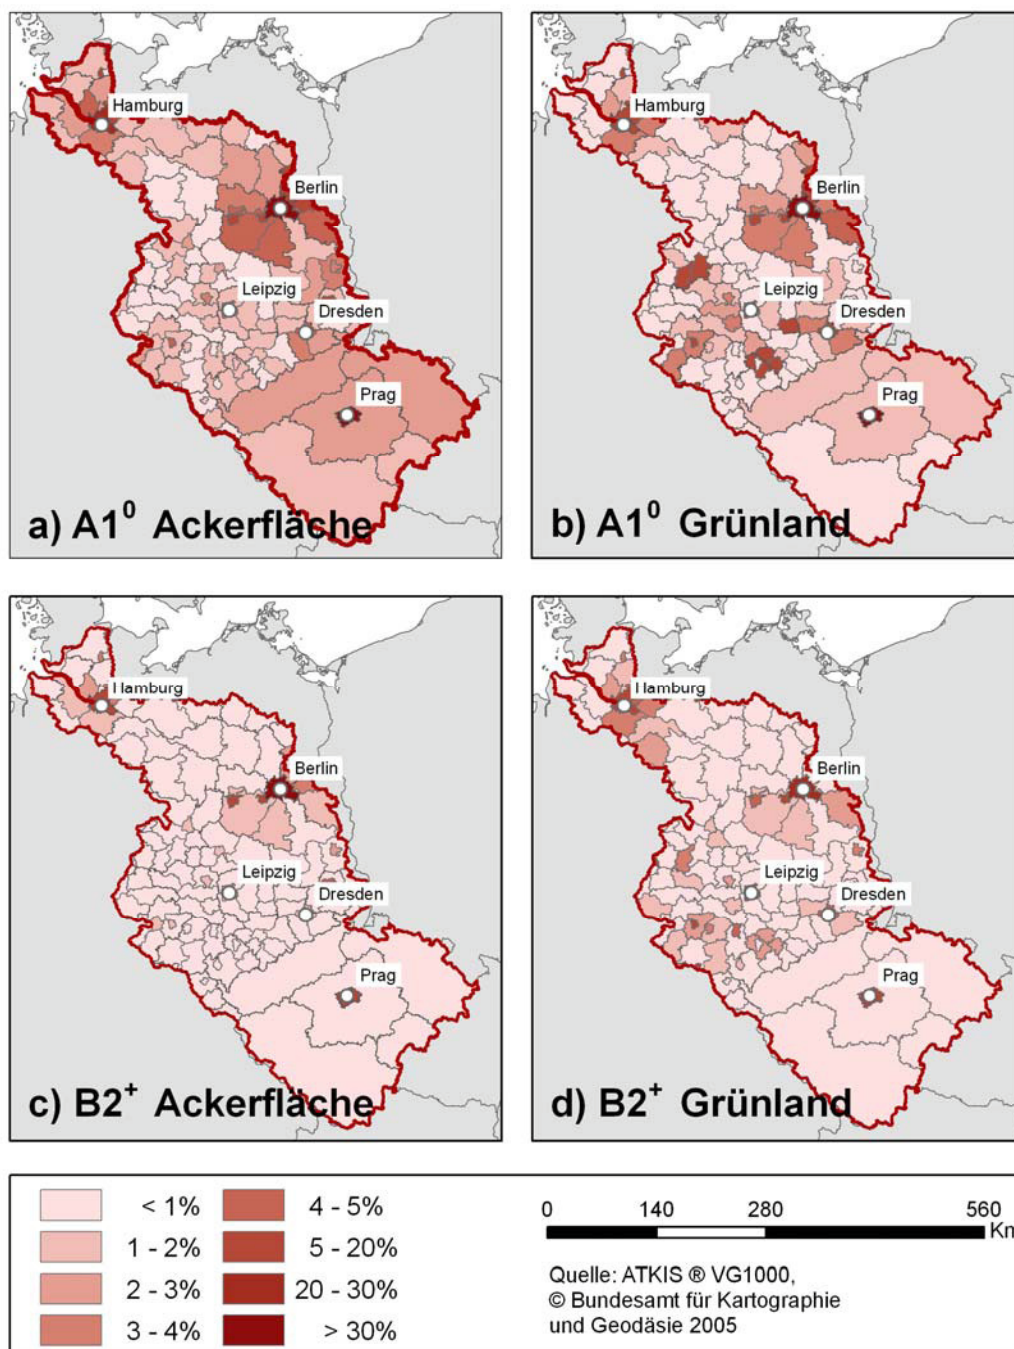 Hamburg
Berlin
Leipzig
Dresden
Prag
a) A1⁰ Ackerfläche
Hamburg
Berlin
Leipzig
Dresden
Prag
b) A1⁰ Grünland
Hamburg
Berlin
Leipzig
Dresden
Prag
c) B2⁺ Ackerfläche
Hamburg
Berlin
Leipzig
Dresden
Prag
d) B2⁺ Grünland
< 1%
1 - 2%
2 - 3%
3 - 4%
4 - 5%
5 - 20%
20 - 30%
> 30%
0 140 280 560
Km
Quelle: ATKIS ® VG1000,
© Bundesamt für Kartographie
und Geodäsie 2005